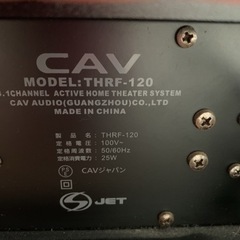 CAV
MODEL:THRF-120
.1CHANNEL ACTIVE HOME THEATER SYSTEM
CAV AUDIO(GUANGZHOU)CO.,LTD
MADE IN CHINA
製品名: THRF-120
定格電圧: 100V~
定格周波数: 50/60Hz
定格消費電力: 25W
CAVジャパン
JET